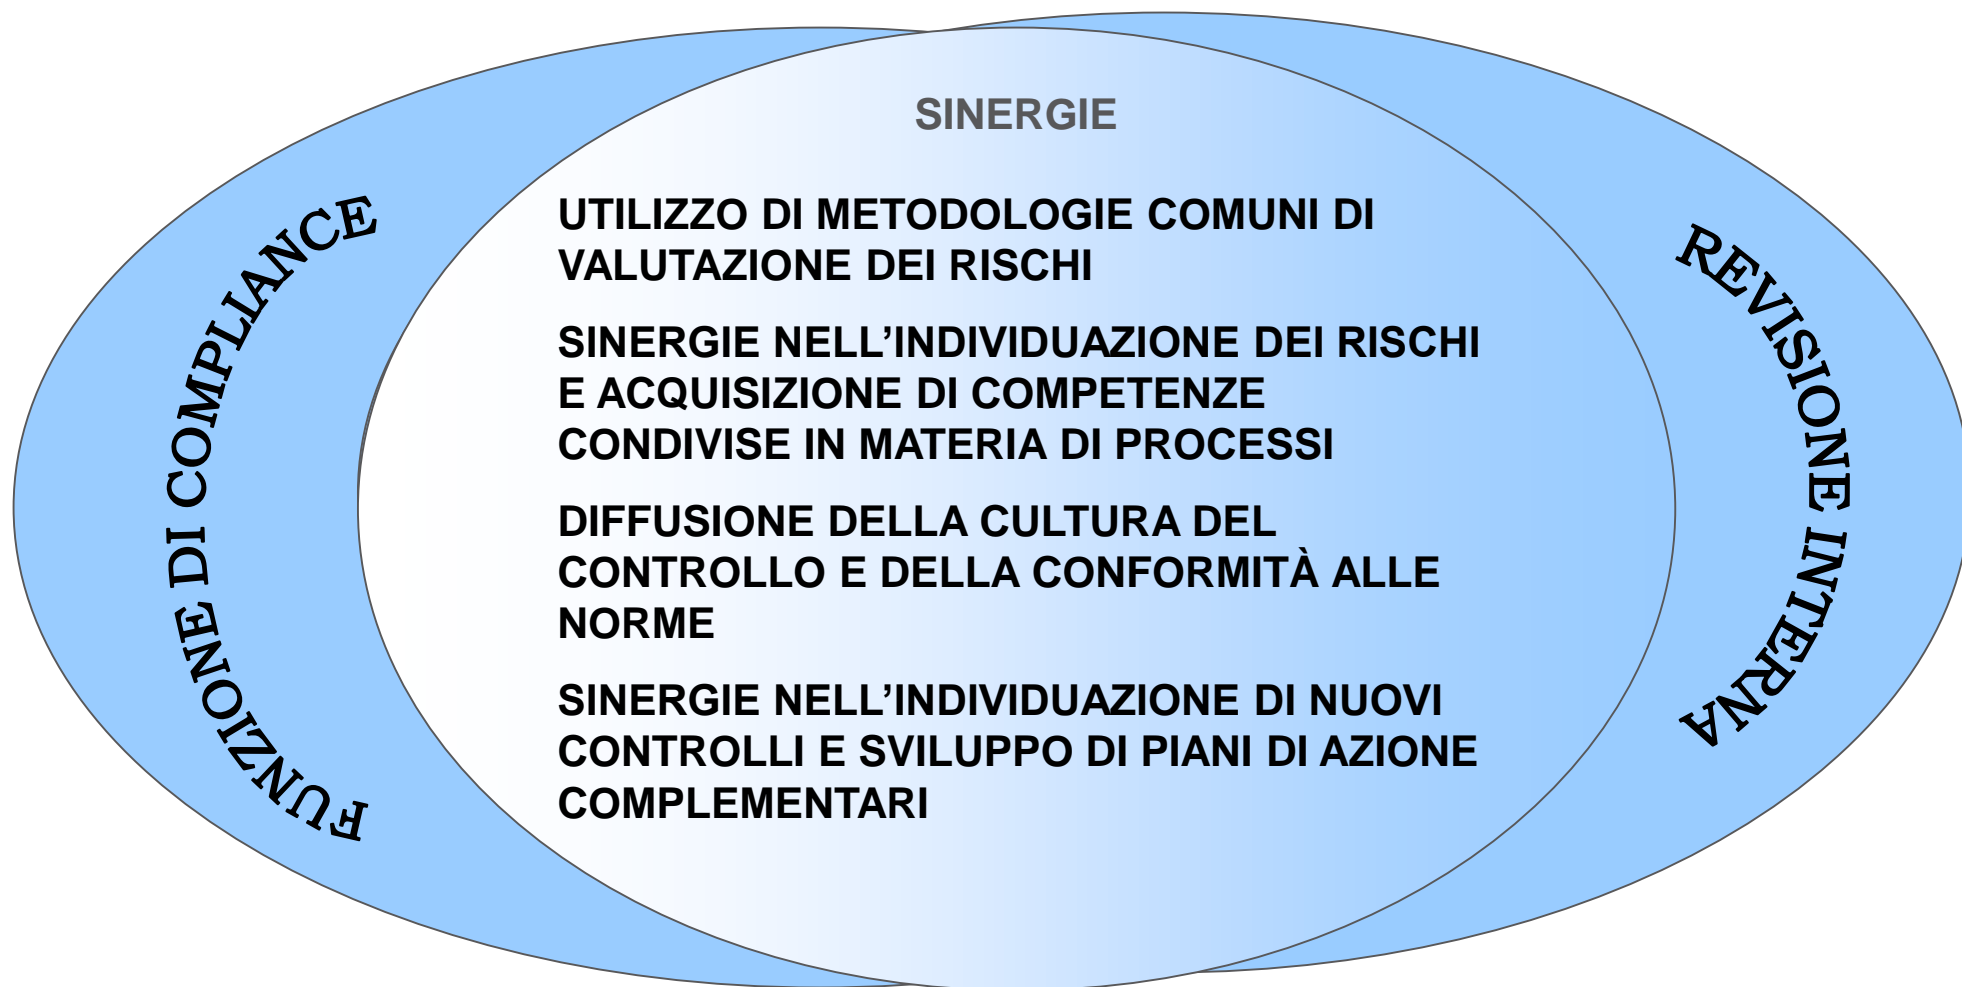 SINERGIE
FUNZIONE DI COMPLIANCE
UTILIZZO DI METODOLOGIE COMUNI DI
VALUTAZIONE DEI RISCHI
SINERGIE NELL’INDIVIDUAZIONE DEI RISCHI
E ACQUISIZIONE DI COMPETENZE
CONDIVISE IN MATERIA DI PROCESSI
DIFFUSIONE DELLA CULTURA DEL
CONTROLLO E DELLA CONFORMITÀ ALLE
NORME
SINERGIE NELL’INDIVIDUAZIONE DI NUOVI
CONTROLLI E SVILUPPO DI PIANI DI AZIONE
COMPLEMENTARI
REVISIONE INTERNA